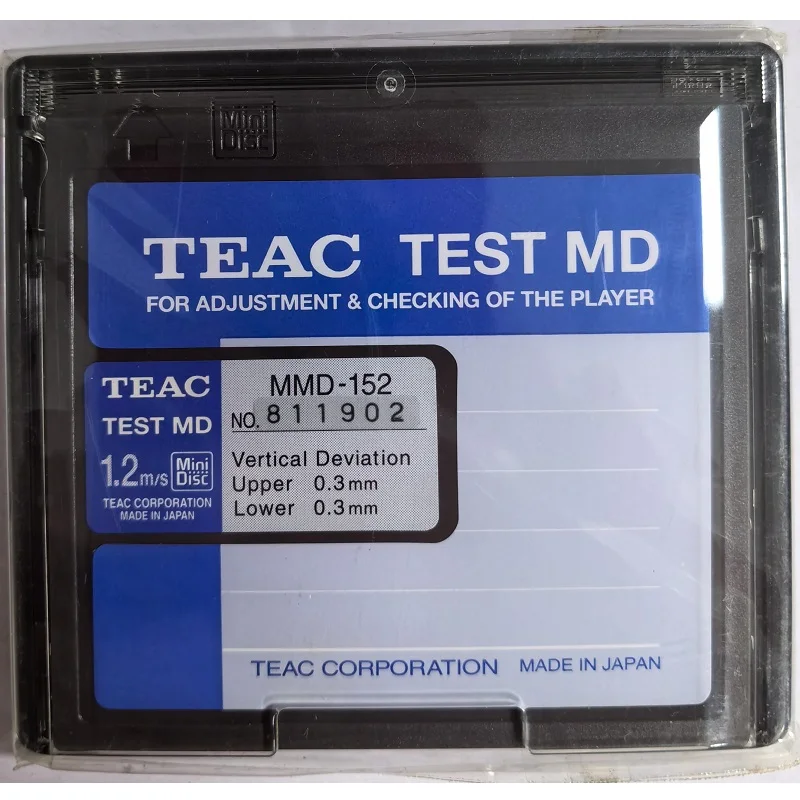 Mini
Disc
TEAC TEST MD
FOR ADJUSTMENT & CHECKING OF THE PLAYER
TEAC
TEST MD
1.2m/s Mini Disc
TEAC CORPORATION
MADE IN JAPAN
MMD-152
NO. 811902
Vertical Deviation
Upper 0.3mm
Lower 0.3mm
TEAC CORPORATION MADE IN JAPAN